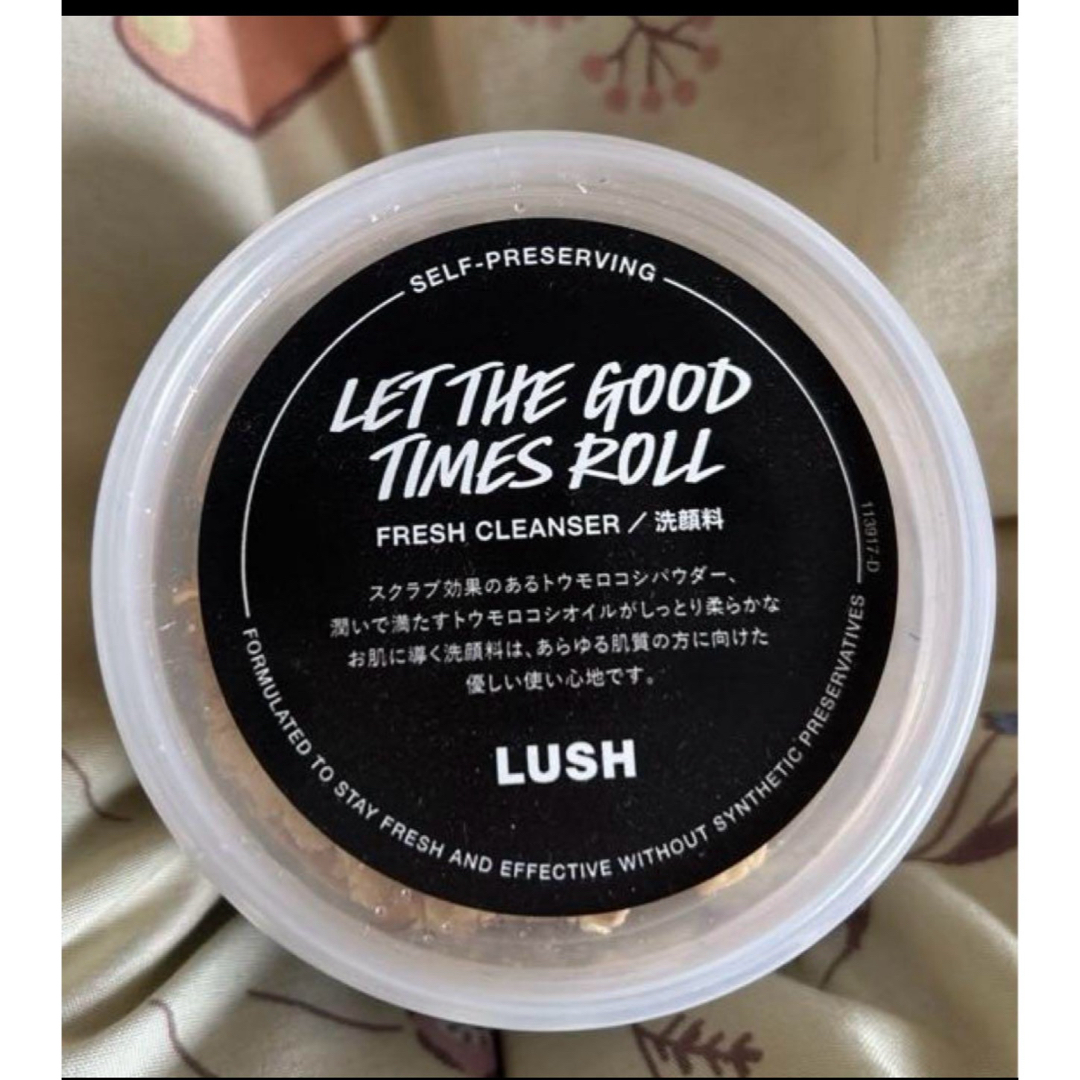 SELF-PRESERVING
LET THE GOOD
TIMES ROLL
FRESH CLEANSER / 洗顔料
スクラブ効果のあるトウモロコシパウダー、
潤いで満たすトウモロコシオイルがしっとり柔らかな
お肌に導く洗顔料は、あらゆる肌質の方に向けた
優しい使い心地です。
LUSH
FORMULATED TO STAY FRESH AND EFFECTIVE WITHOUT SYNTHETIC PRESERVATIVES
113917-D